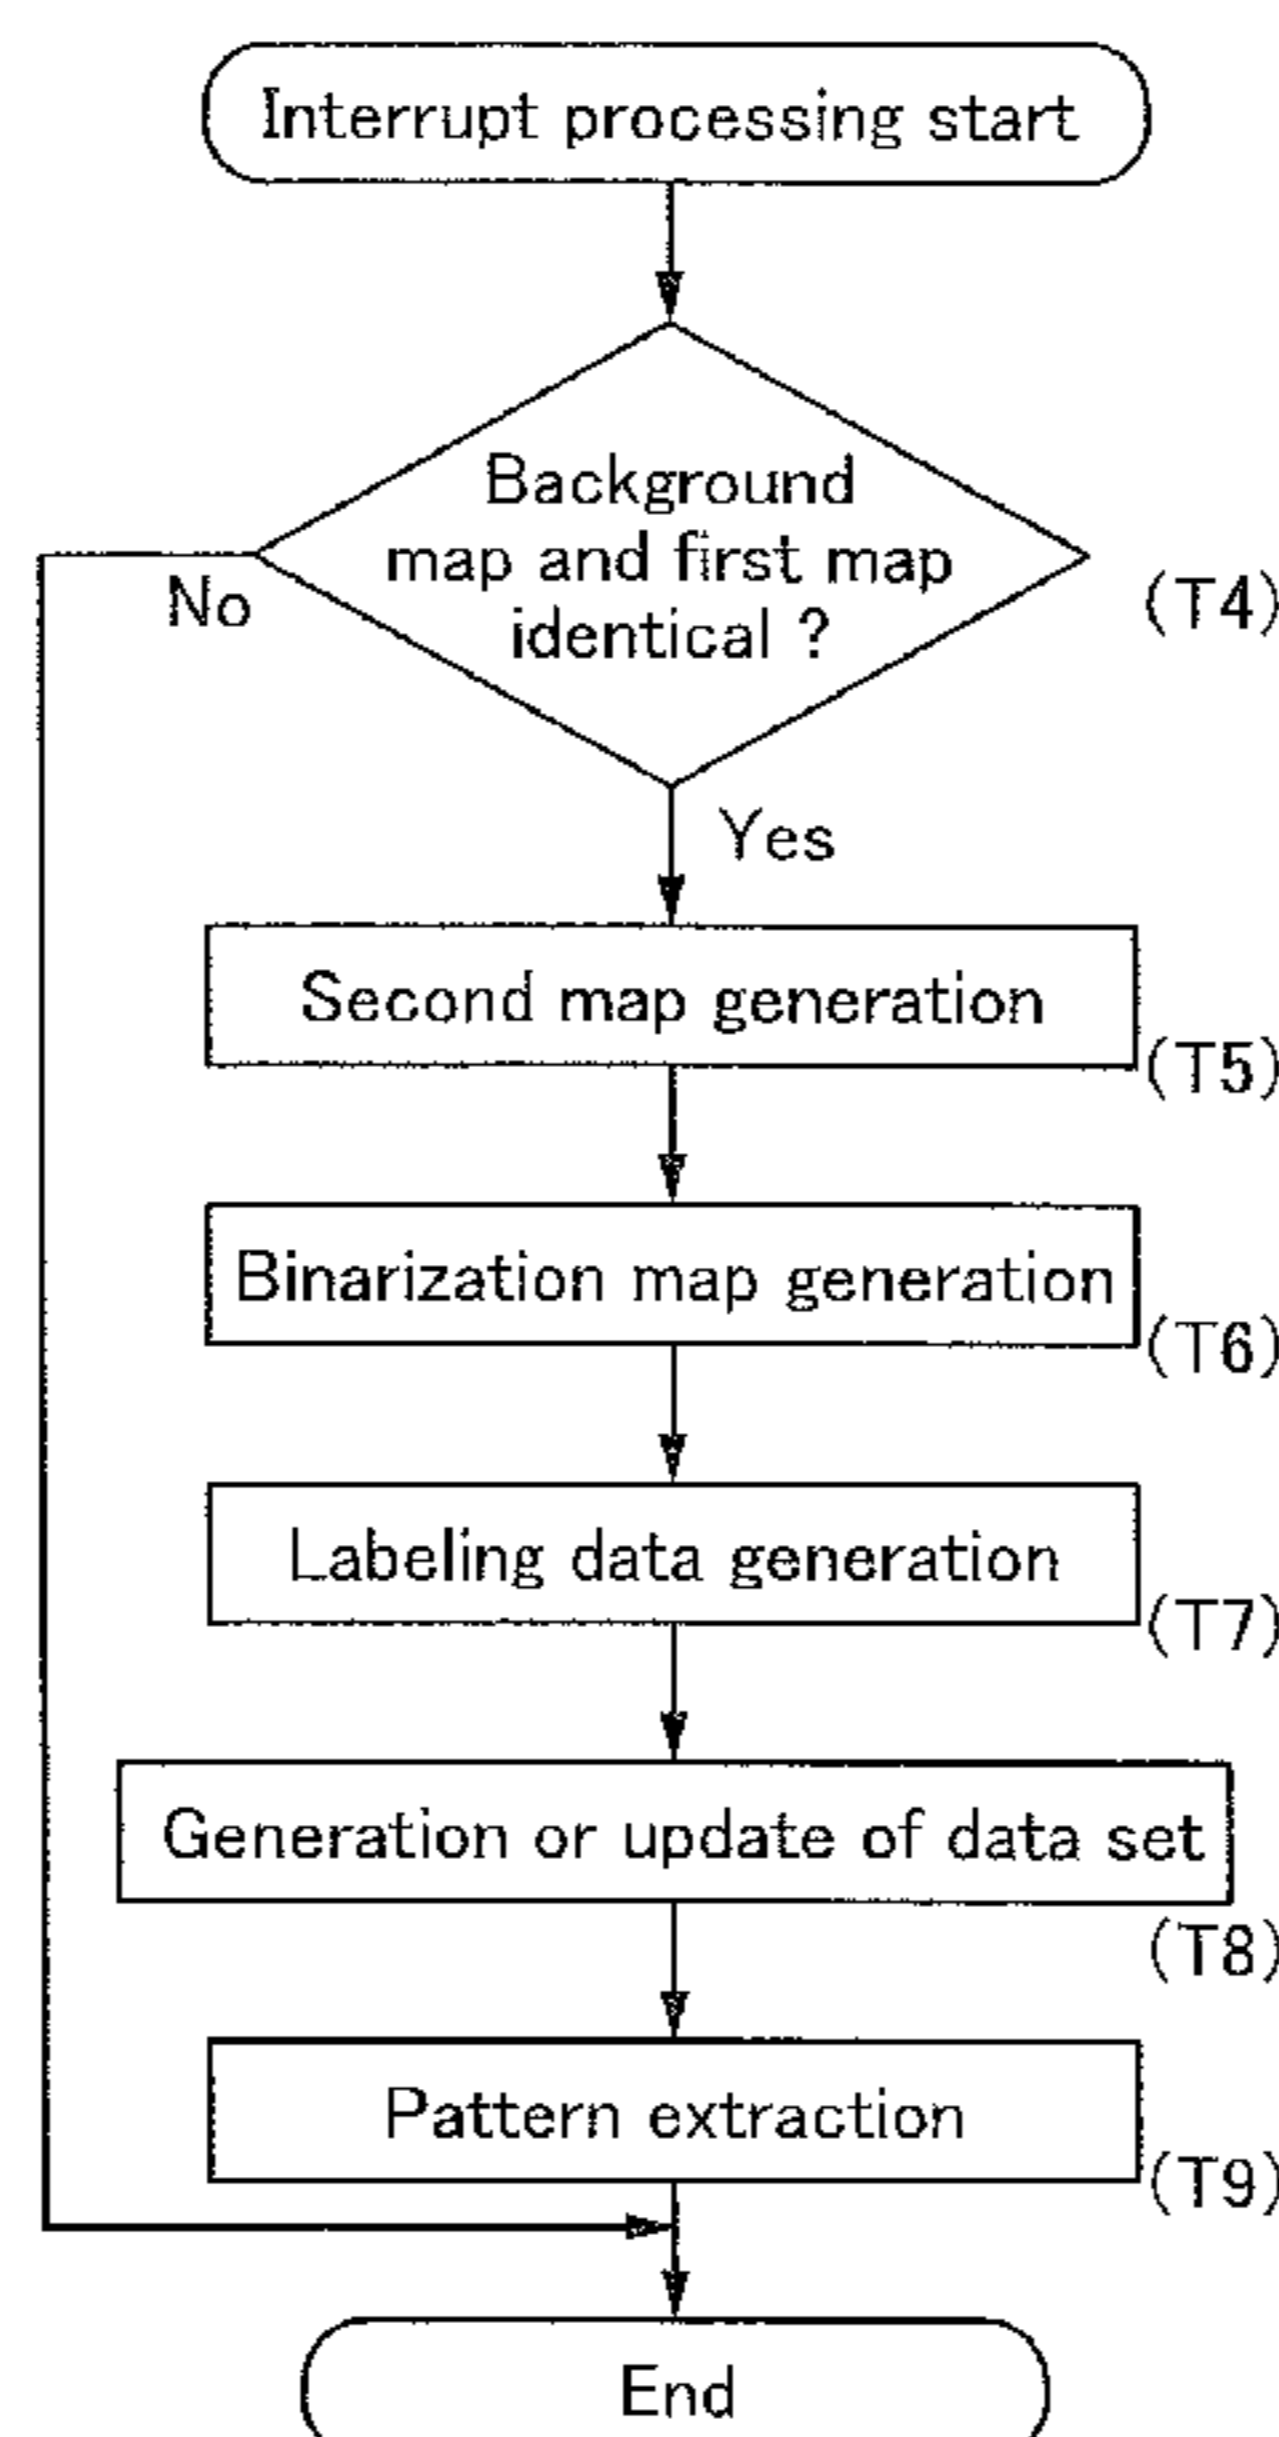 Interrupt processing start
Background
map and first map
identical ?
(T4)
No
Yes
Second map generation
(T5)
Binarization map generation
(T6)
Labeling data generation
(T7)
Generation or update of data set
(T8)
Pattern extraction
(T9)
End